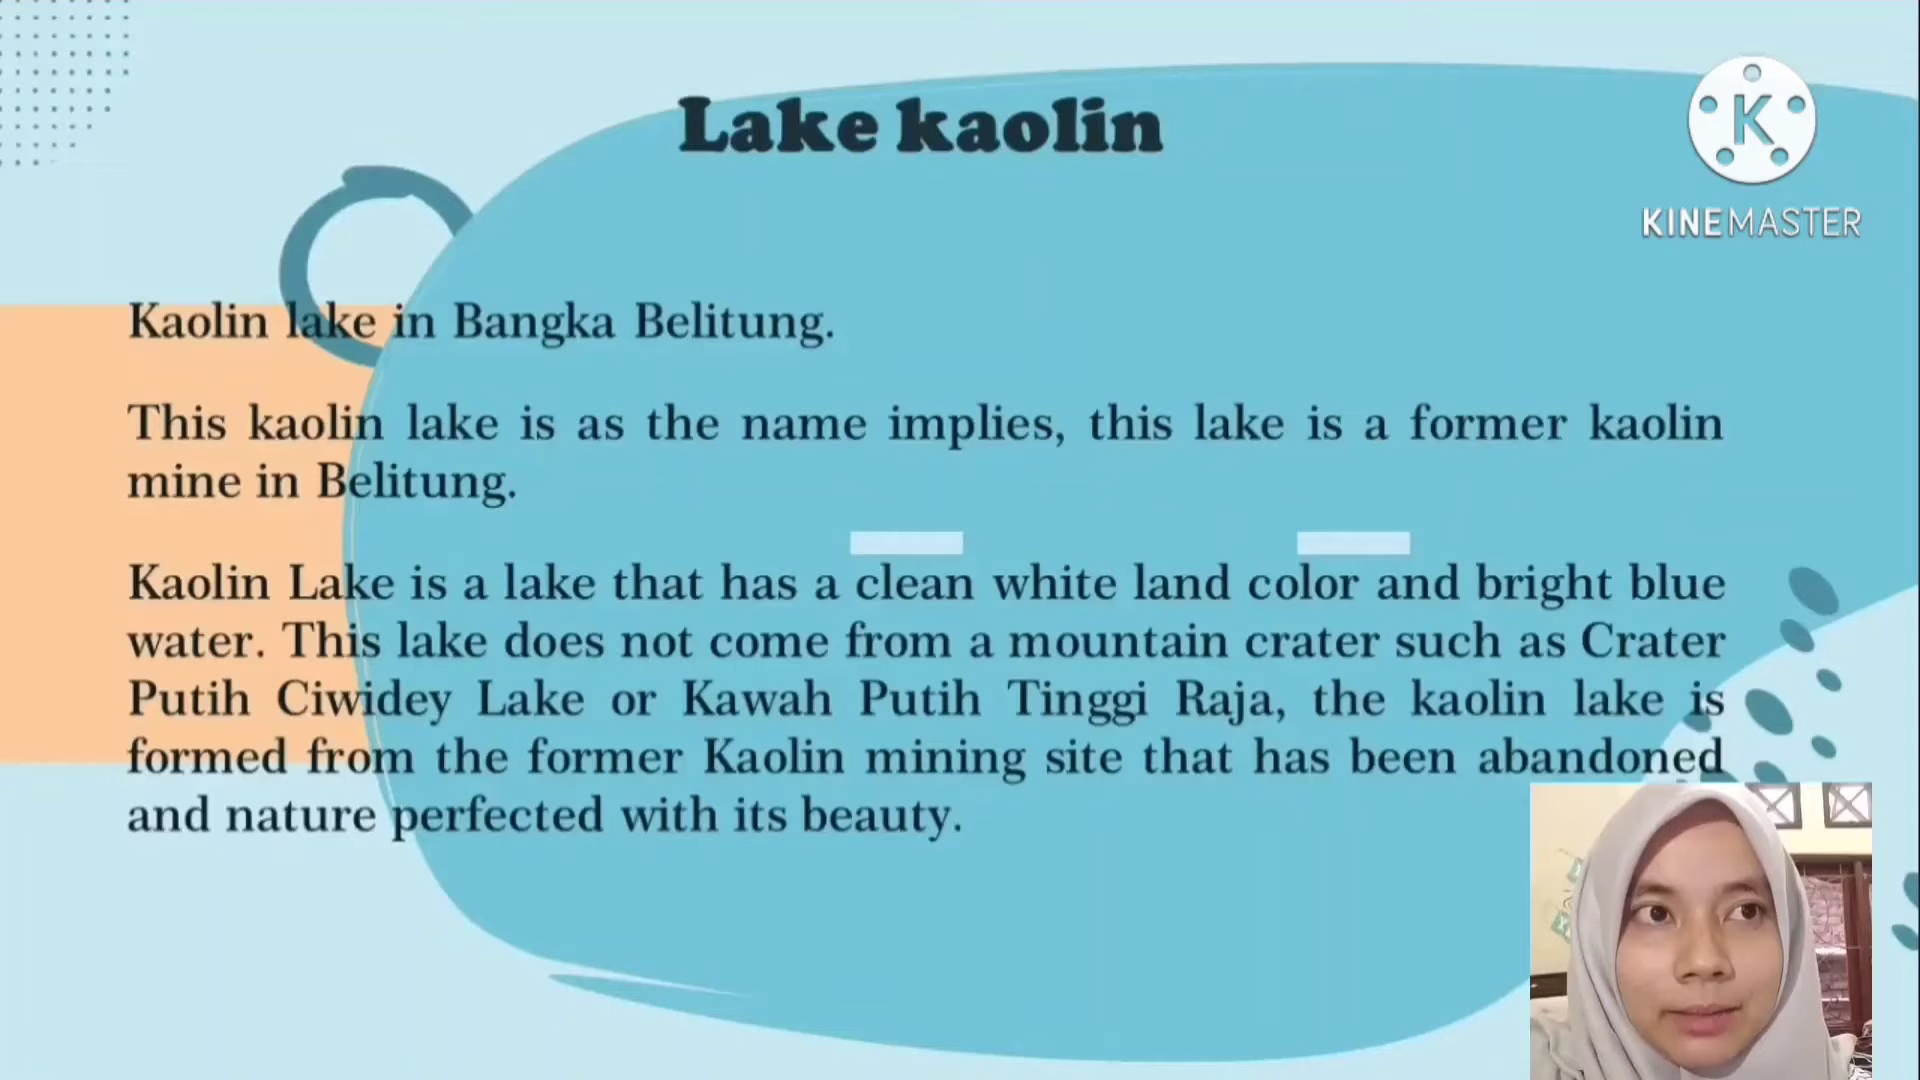 Lake kaolin
K
KINEMASTER
Kaolin lake in Bangka Belitung.
This kaolin lake is as the name implies, this lake is a former kaolin
mine in Belitung.
Kaolin Lake is a lake that has a clean white land color and bright blue
water. This lake does not come from a mountain crater such as Crater
Putih Ciwidey Lake or Kawah Putih Tinggi Raja, the kaolin lake is
formed from the former Kaolin mining site that has been abandoned
and nature perfected with its beauty.